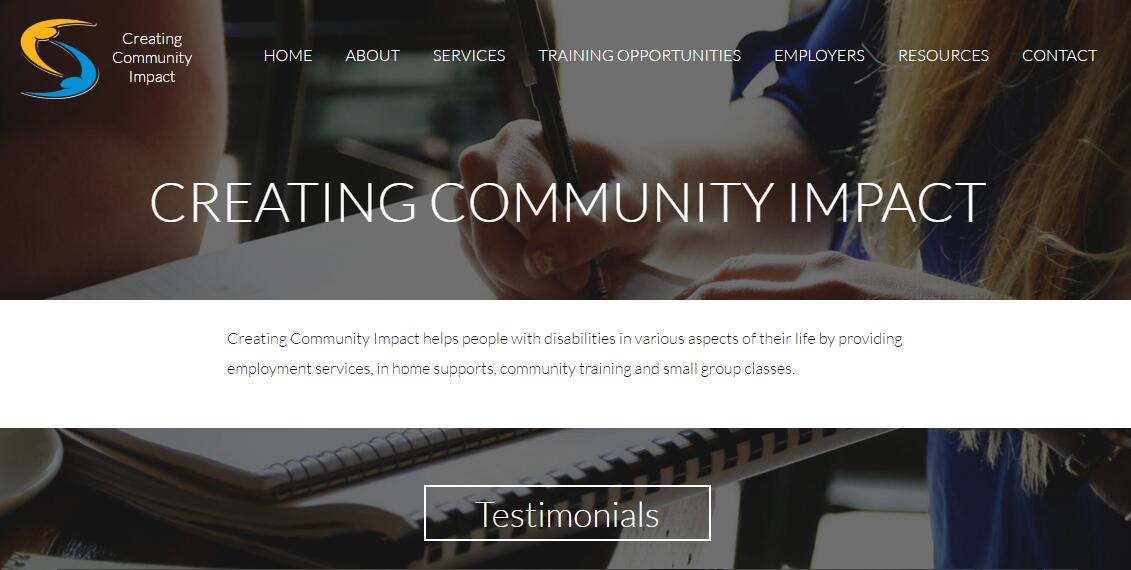 Creating
Community
Impact
HOME ABOUT SERVICES TRAINING OPPORTUNITIES EMPLOYERS RESOURCES CONTACT
CREATING COMMUNITY IMPACT
Creating Community Impact helps people with disabilities in various aspects of their life by providing
employment services, in home supports, community training and small group classes.
Testimonials